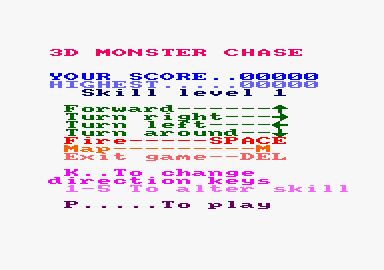 3D MONSTER CHASE
YOUR SCORE..00000
HIGHEST.....00000
Skill level 1
Forward-------↑
Turn right----→
Turn left-----←
Turn around--↓
Fire------SPACE
Map----------M
Exit game--DEL
K..To change
direction keys
1-5 To alter skill
P.....To play